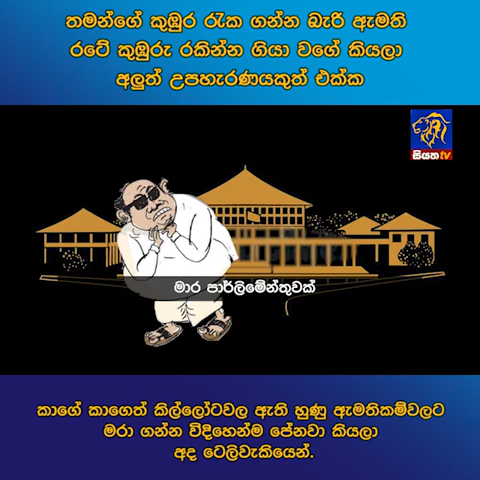 තමන්ගේ කුඹුර රැක ගන්න බැරි ඇමති
රටේ කුඹුරු රකින්න ගියා වගේ කියලා
අලුත් උපහැරණයකුත් එක්ක
සියත tv
මාර පාර්ලිමේන්තුවක්
කාගේ කාගෙත් කිල්ලෝටවල ඇති හුණු ඇමතිකම්වලට
මරා ගන්න විදිහෙන්ම පේනවා කියලා
අද ටෙලිවැකියෙන්.